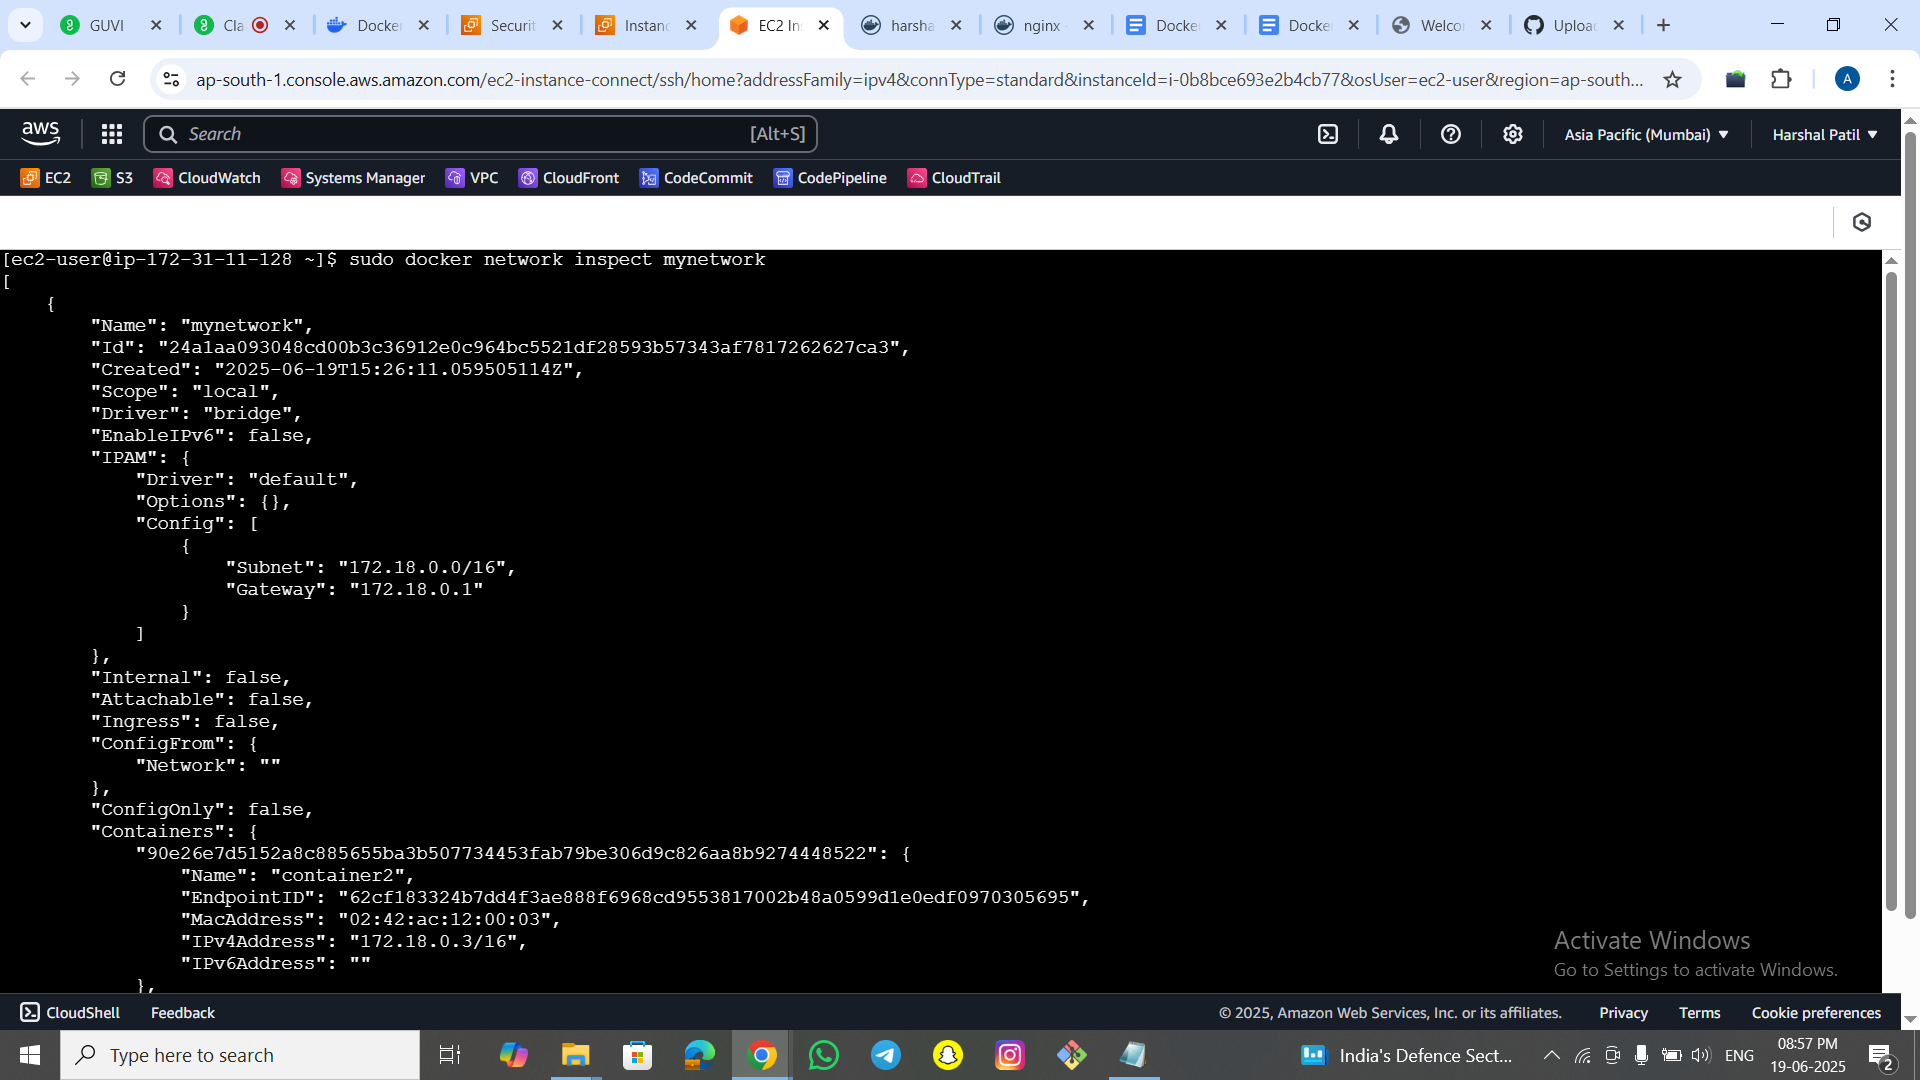 GUVI
Cla
Docke
Securit
Instanc
EC2 In
harsha
nginx
Docke
Docke
Welco
Uploa
ap-south-1.console.aws.amazon.com/ec2-instance-connect/ssh/home?addressFamily=ipv4&connType=standard&instanceId=i-0b8bce693e2b4cb77&osUser=ec2-user&region=ap-south...
A
aws
Search
[Alt+S]
Asia Pacific (Mumbai)
Harshal Patil
EC2
S3
CloudWatch
Systems Manager
VPC
CloudFront
CodeCommit
CodePipeline
CloudTrail
[ec2-user@ip-172-31-11-128 ~]$ sudo docker network inspect mynetwork
[
    {
        "Name": "mynetwork",
        "Id": "24a1aa093048cd00b3c36912e0c964bc5521df28593b57343af7817262627ca3",
        "Created": "2025-06-19T15:26:11.059505114Z",
        "Scope": "local",
        "Driver": "bridge",
        "EnableIPv6": false,
        "IPAM": {
            "Driver": "default",
            "Options": {},
            "Config": [
                {
                    "Subnet": "172.18.0.0/16",
                    "Gateway": "172.18.0.1"
                }
            ]
        },
        "Internal": false,
        "Attachable": false,
        "Ingress": false,
        "ConfigFrom": {
            "Network": ""
        },
        "ConfigOnly": false,
        "Containers": {
            "90e26e7d5152a8c885655ba3b507734453fab79be306d9c826aa8b9274448522": {
                "Name": "container2",
                "EndpointID": "62cf183324b7dd4f3ae888f6968cd9553817002b48a0599d1e0edf0970305695",
                "MacAddress": "02:42:ac:12:00:03",
                "IPv4Address": "172.18.0.3/16",
                "IPv6Address": ""
            },
Activate Windows
Go to Settings to activate Windows.
CloudShell
Feedback
© 2025, Amazon Web Services, Inc. or its affiliates.
Privacy
Terms
Cookie preferences
Type here to search
India's Defence Sect...
ENG
08:57 PM
19-06-2025
2